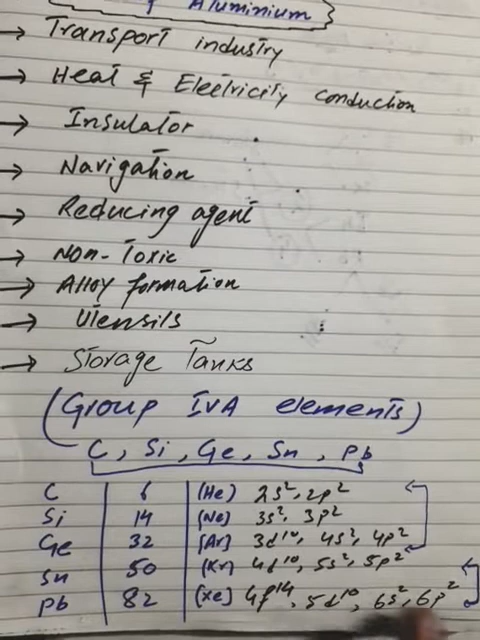 of Aluminium
→ Transport industry
→ Heat & Electricity conduction
→ Insulator
→ Navigation
→ Reducing agent
→ Non-Toxic
→ Alloy formation
→ Utensils
→ Storage Tanks
(Group IVA elements)
C, Si, Ge, Sn, Pb
C 6 (He) 2s², 2p²
Si 14 (Ne) 3s², 3p²
Ge 32 (Ar) 3d¹⁰, 4s², 4p²
Sn 50 (Kr) 4d¹⁰, 5s², 5p²
Pb 82 (Xe) 4f¹⁴, 5d¹⁰, 6s², 6p²